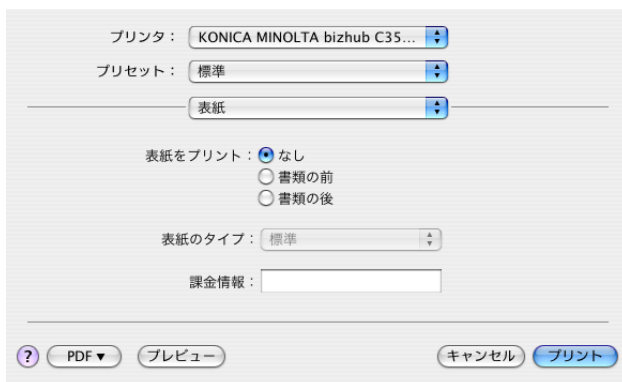 プリンタ： KONICA MINOLTA bizhub C35...
プリセット： 標準
表紙
表紙をプリント： なし
書類の前
書類の後
表紙のタイプ： 標準
課金情報：
? PDF▼ プレビュー キャンセル プリント